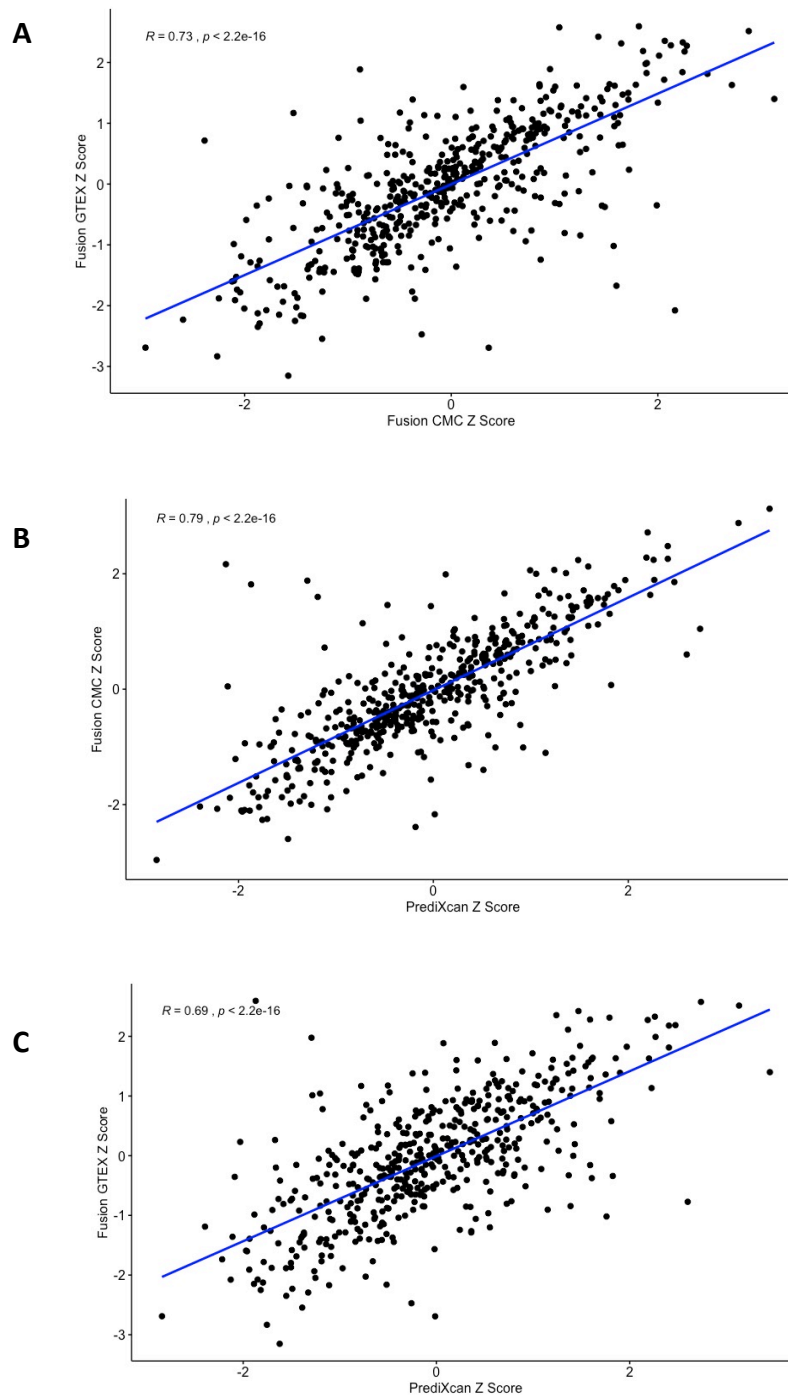 A
R = 0.73 , p < 2.2e-16
2
1
0
-1
-2
-3
Fusion GTEX Z Score
-2 0 2
Fusion CMC Z Score
B
R = 0.79 , p < 2.2e-16
2
0
-2
Fusion CMC Z Score
-2 0 2
PrediXcan Z Score
C
R = 0.69 , p < 2.2e-16
2
1
0
-1
-2
-3
Fusion GTEX Z Score
-2 0 2
PrediXcan Z Score